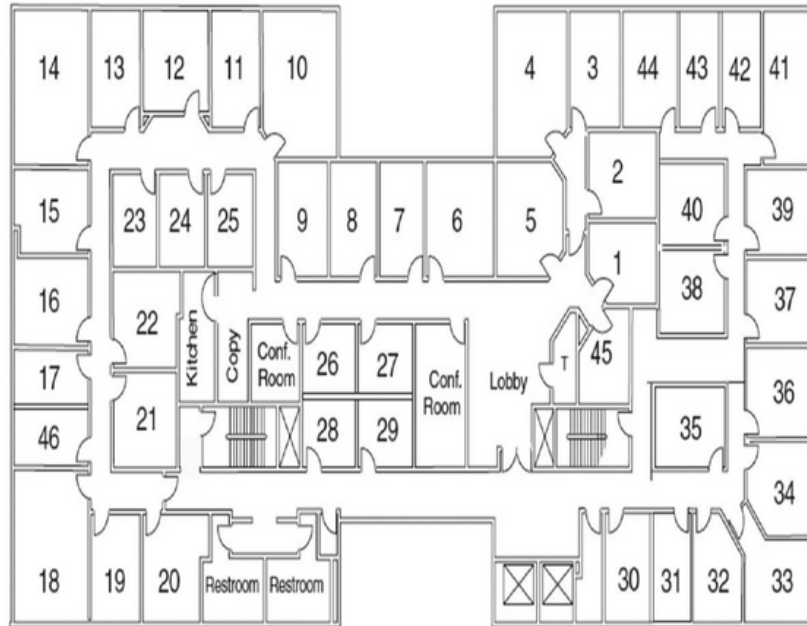 14 13 12 11 10 4 3 44 43 42 41
2
15 23 24 25 9 8 7 6 5 40 39
1
16 22 38 37
Kitchen
Copy
Conf.
Room
26 27
Conf.
Room
Lobby
T
45
17 36
46 21 28 29 35
34
18 19 20 Restroom Restroom 30 31 32 33